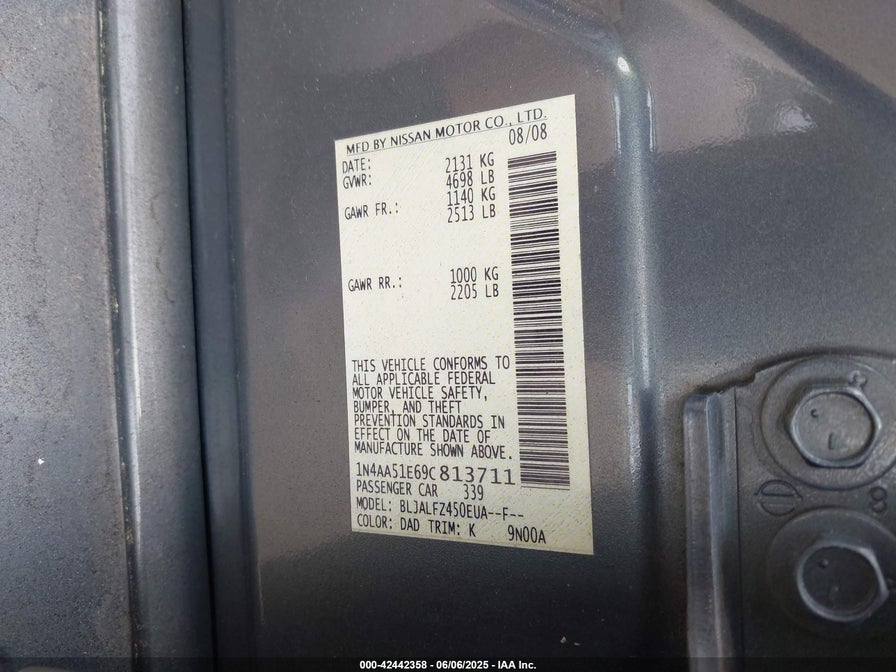 MFD BY NISSAN MOTOR CO., LTD.
DATE: 08/08
GVWR: 2131 KG
4698 LB
GAWR FR.: 1140 KG
2513 LB
GAWR RR.: 1000 KG
2205 LB
THIS VEHICLE CONFORMS TO
ALL APPLICABLE FEDERAL
MOTOR VEHICLE SAFETY,
BUMPER, AND THEFT
PREVENTION STANDARDS IN
EFFECT ON THE DATE OF
MANUFACTURE SHOWN ABOVE.
1N4AA51E69C813711
PASSENGER CAR 339
MODEL: BLJALFZ450EUA--F--
COLOR: DAD TRIM: K 9N00A
000-42442358 - 06/06/2025 - IAA Inc.